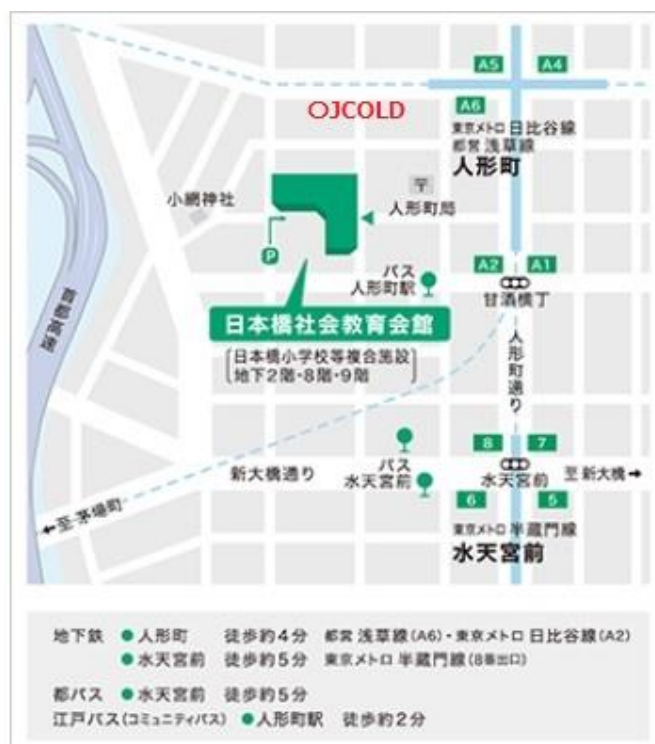 A5
A4
OJCOLD
A6
東京メトロ 日比谷線
都営 浅草線
人形町
〒
小網神社
人形町局
P
バス
人形町駅
A2
A1
甘酒横丁
首都高速
日本橋社会教育会館
日本橋小学校等複合施設
地下2階・8階・9階
人形町通り
8
7
新大橋通り
バス
水天宮前
水天宮前
至 新大橋→
←至 茅場町
6
5
東京メトロ 半蔵門線
水天宮前
地下鉄 ●人形町 徒歩約4分 都営 浅草線(A6)・東京メトロ 日比谷線(A2)
●水天宮前 徒歩約5分 東京メトロ 半蔵門線(8番出口)
都バス ●水天宮前 徒歩約5分
江戸バス(コミュニティバス) ●人形町駅 徒歩約2分